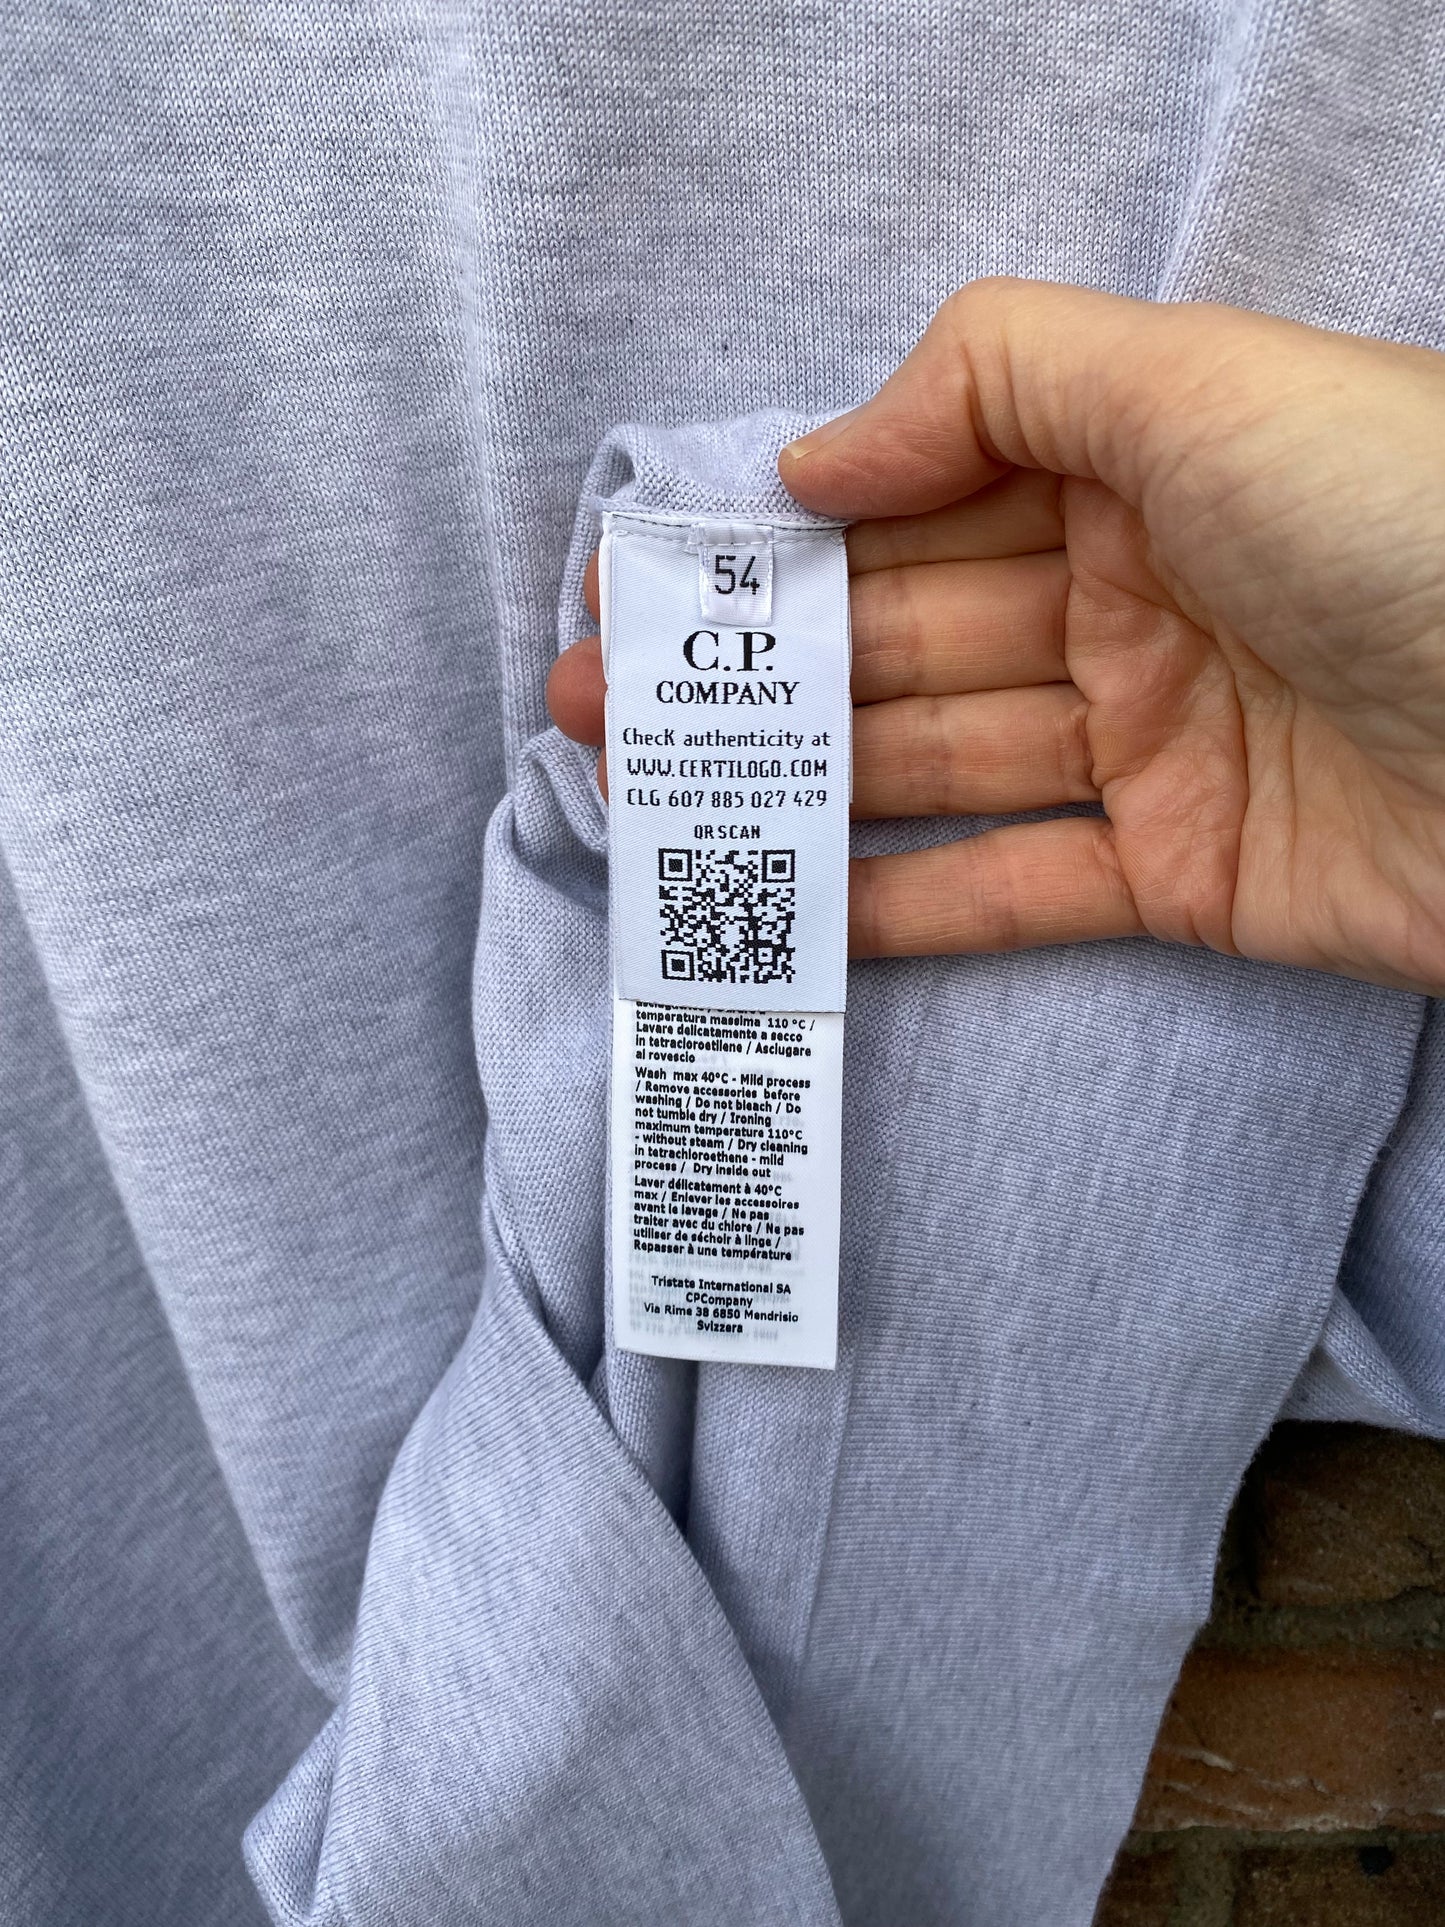 54
C.P.
COMPANY
Check authenticity at
WWW.CERTILOGO.COM
CLG 607 885 027 429
QR SCAN
temperatura massima 110 °C /
Lavare delicatamente a secco
in tetracloroetilene / Asciugare
al rovescio
Wash max 40°C - Mild process
/ Remove accessories before
washing / Do not bleach / Do
not tumble dry / Ironing
maximum temperature 110°C
- without steam / Dry cleaning
in tetrachloroethene - mild
process / Dry inside out
Laver délicatement à 40°C
max / Enlever les accessoires
avant le lavage / Ne pas
traiter avec du chlore / Ne pas
utiliser de séchoir à linge /
Repasser à une température
Tristate International SA
CPCompany
Via Rime 38 6850 Mendrisio
Svizzera